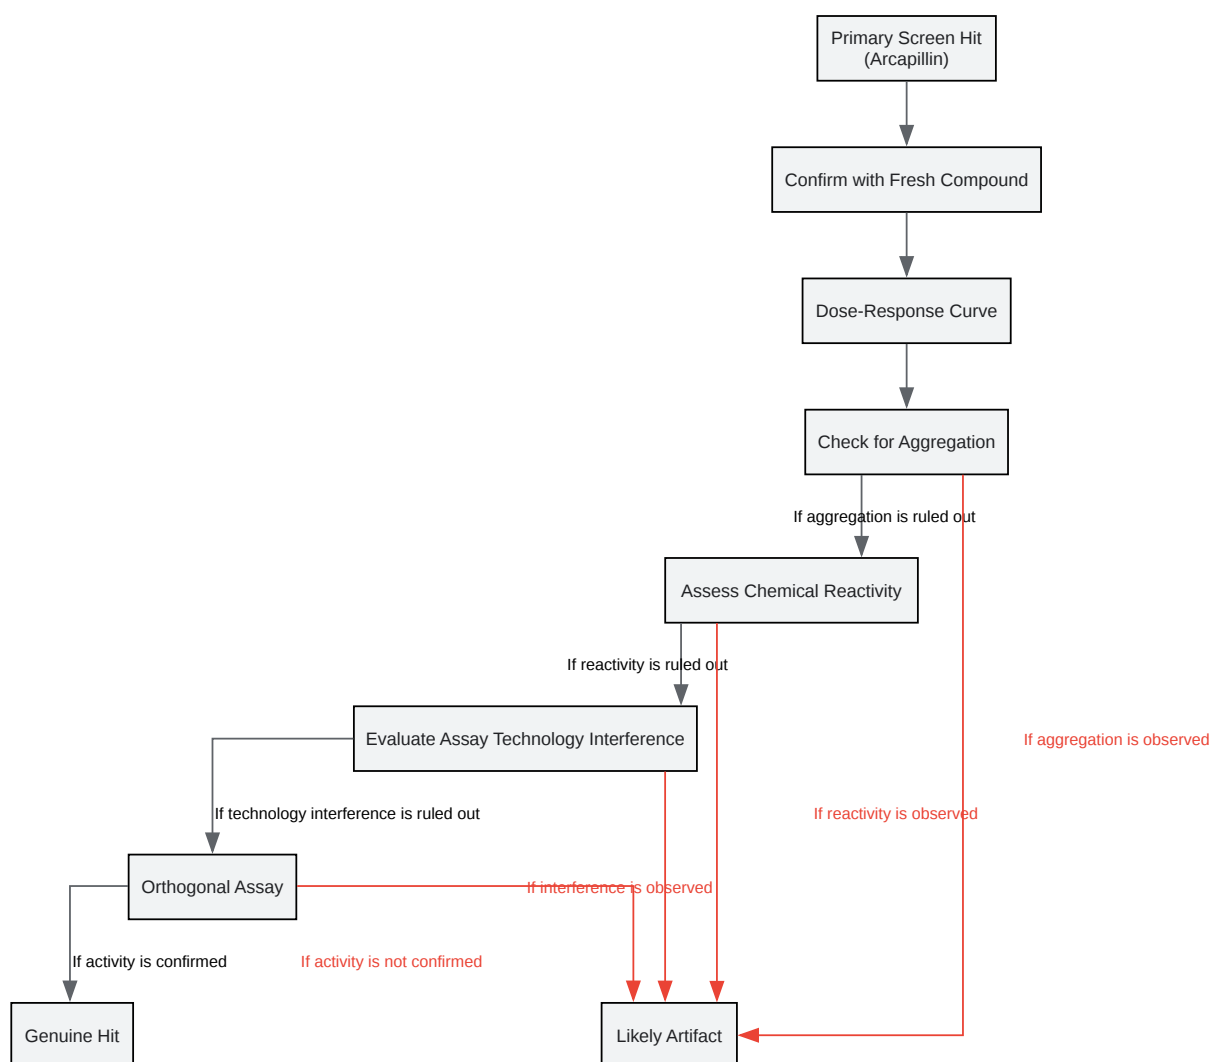 Primary Screen Hit
(Arcapillin)
Confirm with Fresh Compound
Dose-Response Curve
Check for Aggregation
If aggregation is ruled out
Assess Chemical Reactivity
If reactivity is ruled out
Evaluate Assay Technology Interference
If aggregation is observed
If technology interference is ruled out
If reactivity is observed
Orthogonal Assay
If interference is observed
If activity is confirmed
If activity is not confirmed
Genuine Hit
Likely Artifact